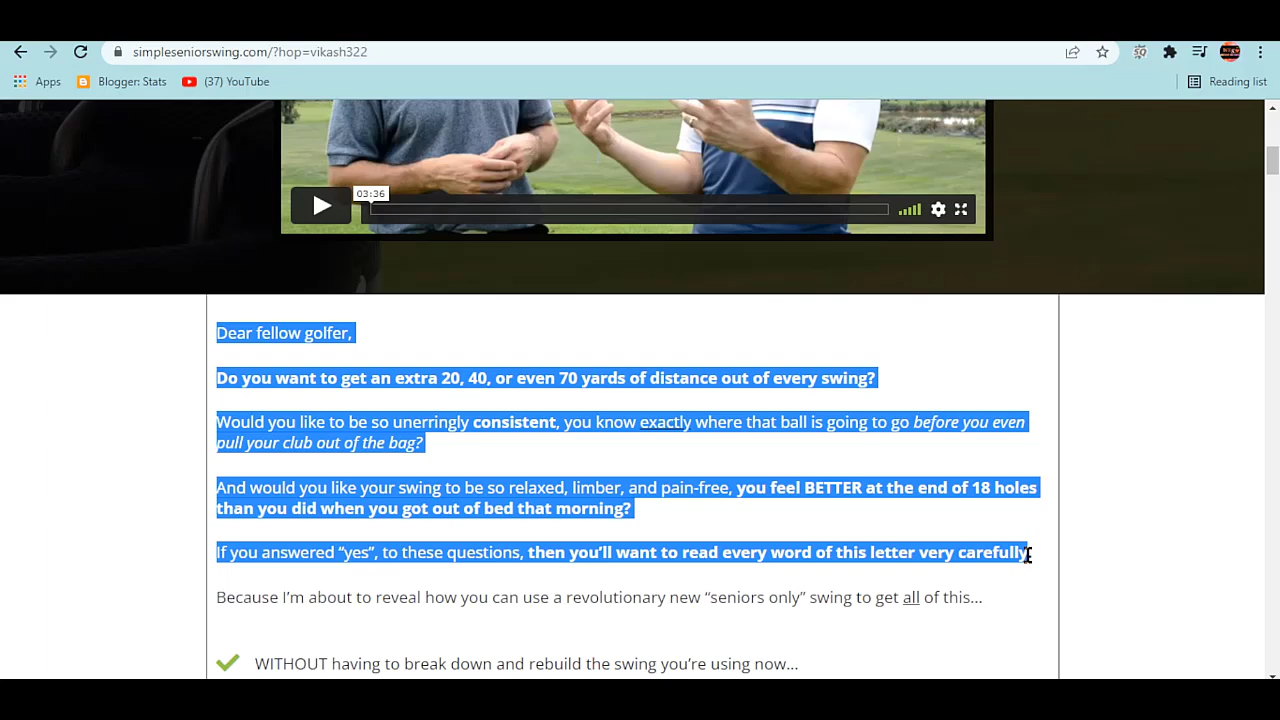 simpleseniorswing.com/?hop=vikash322
Apps Blogger: Stats (37) YouTube Reading list
03:36
Dear fellow golfer,
Do you want to get an extra 20, 40, or even 70 yards of distance out of every swing?
Would you like to be so unerringly consistent, you know exactly where that ball is going to go before you even
pull your club out of the bag?
And would you like your swing to be so relaxed, limber, and pain-free, you feel BETTER at the end of 18 holes
than you did when you got out of bed that morning?
If you answered “yes”, to these questions, then you’ll want to read every word of this letter very carefully
Because I’m about to reveal how you can use a revolutionary new “seniors only” swing to get all of this...
WITHOUT having to break down and rebuild the swing you’re using now...